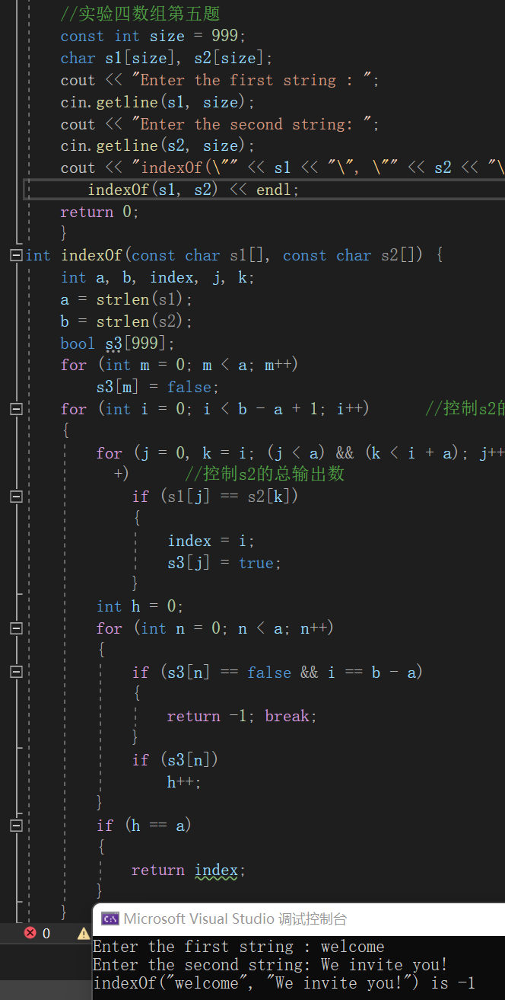 //实验四数组第五题
const int size = 999;
char s1[size], s2[size];
cout << "Enter the first string : ";
cin.getline(s1, size);
cout << "Enter the second string: ";
cin.getline(s2, size);
cout << "indexOf(\"" << s1 << "\", \"" << s2 << "\
indexOf(s1, s2) << endl;
return 0;
}
int indexOf(const char s1[], const char s2[]) {
int a, b, index, j, k;
a = strlen(s1);
b = strlen(s2);
bool s3[999];
for (int m = 0; m < a; m++)
s3[m] = false;
for (int i = 0; i < b - a + 1; i++)      //控制s2的
{
for (j = 0, k = i; (j < a) && (k < i + a); j++
+)      //控制s2的总输出数
if (s1[j] == s2[k])
{
index = i;
s3[j] = true;
}
int h = 0;
for (int n = 0; n < a; n++)
{
if (s3[n] == false && i == b - a)
{
return -1; break;
}
if (s3[n])
h++;
}
if (h == a)
{
return index;
}
}
0
C:\ Microsoft Visual Studio 调试控制台
Enter the first string : welcome
Enter the second string: We invite you!
indexOf("welcome", "We invite you!") is -1